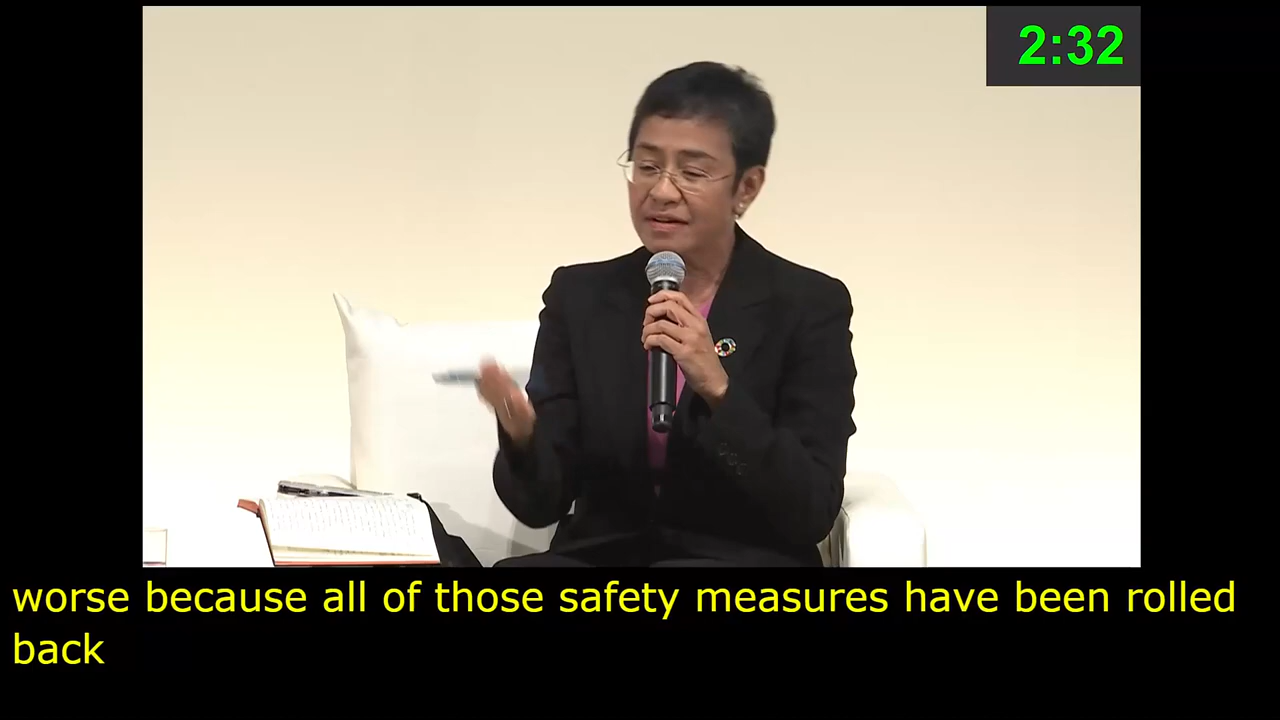 2:32
worse because all of those safety measures have been rolled
back